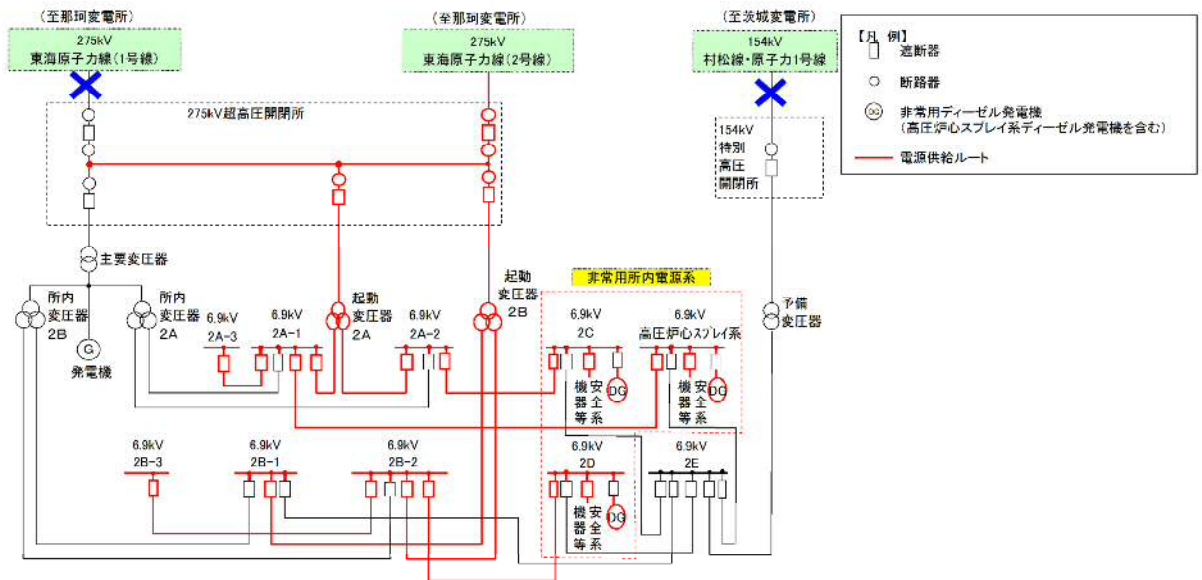 (至那珂変電所)
275kV
東海原子力線(1号線)
(至那珂変電所)
275kV
東海原子力線(2号線)
(至茨城変電所)
154kV
村松線・原子力1号線
【凡 例】
遮断器
断路器
DG
非常用ディーゼル発電機
(高圧炉心スプレイ系ディーゼル発電機を含む)
電源供給ルート
275kV超高圧開閉所
154kV
特別
高圧
開閉所
主要変圧器
所内
変圧器
2B
所内
変圧器
2A
G
発電機
6.9kV
2A-3
6.9kV
2A-1
起動
変圧器
2A
6.9kV
2A-2
起動
変圧器
2B
非常用所内電源系
6.9kV
2C
機器等
安全系
DG
6.9kV
高圧炉心スプレイ系
機器等
安全系
DG
予備
変圧器
6.9kV
2B-3
6.9kV
2B-1
6.9kV
2B-2
6.9kV
2D
機器等
安全系
DG
6.9kV
2E